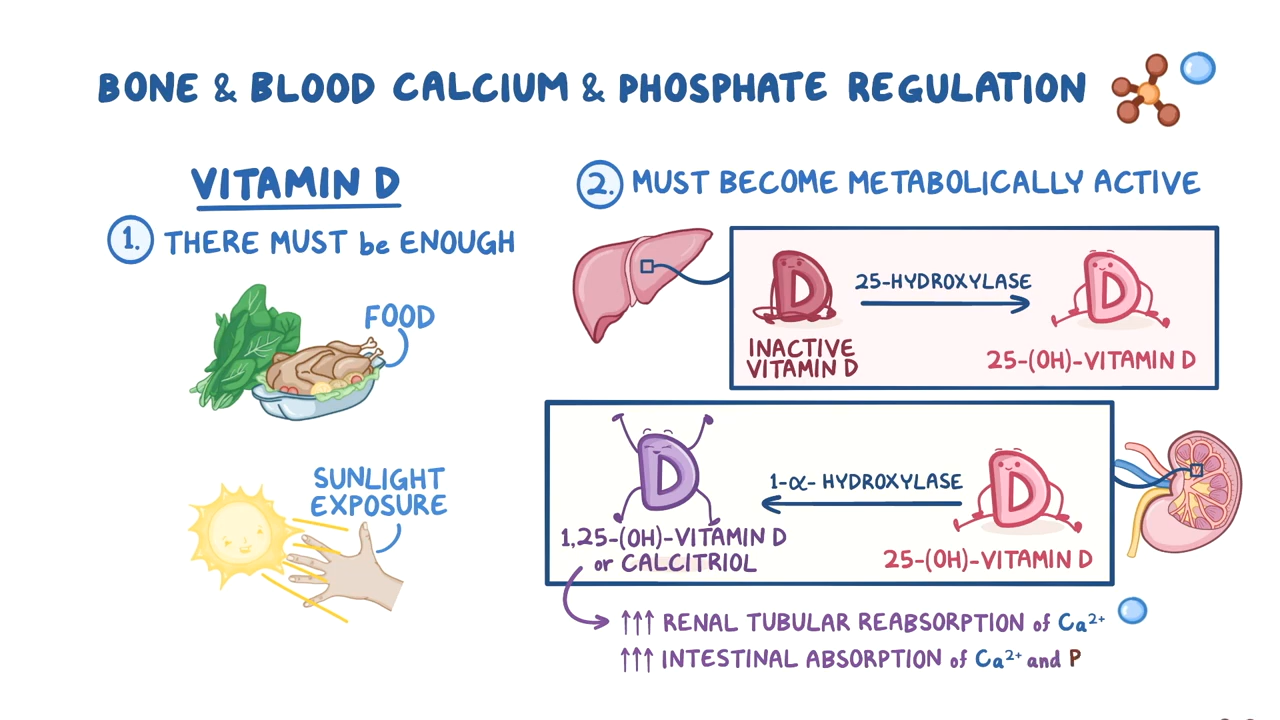 BONE & BLOOD CALCIUM & PHOSPHATE REGULATION
VITAMIN D
1. THERE MUST be ENOUGH
FOOD
SUNLIGHT
EXPOSURE
2. MUST BECOME METABOLICALLY ACTIVE
D
INACTIVE
VITAMIN D
25-HYDROXYLASE
D
25-(OH)-VITAMIN D
D
1,25-(OH)-VITAMIN D
or CALCITRIOL
1-α- HYDROXYLASE
D
25-(OH)-VITAMIN D
↑↑↑ RENAL TUBULAR REABSORPTION of Ca²⁺
↑↑↑ INTESTINAL ABSORPTION of Ca²⁺ and P